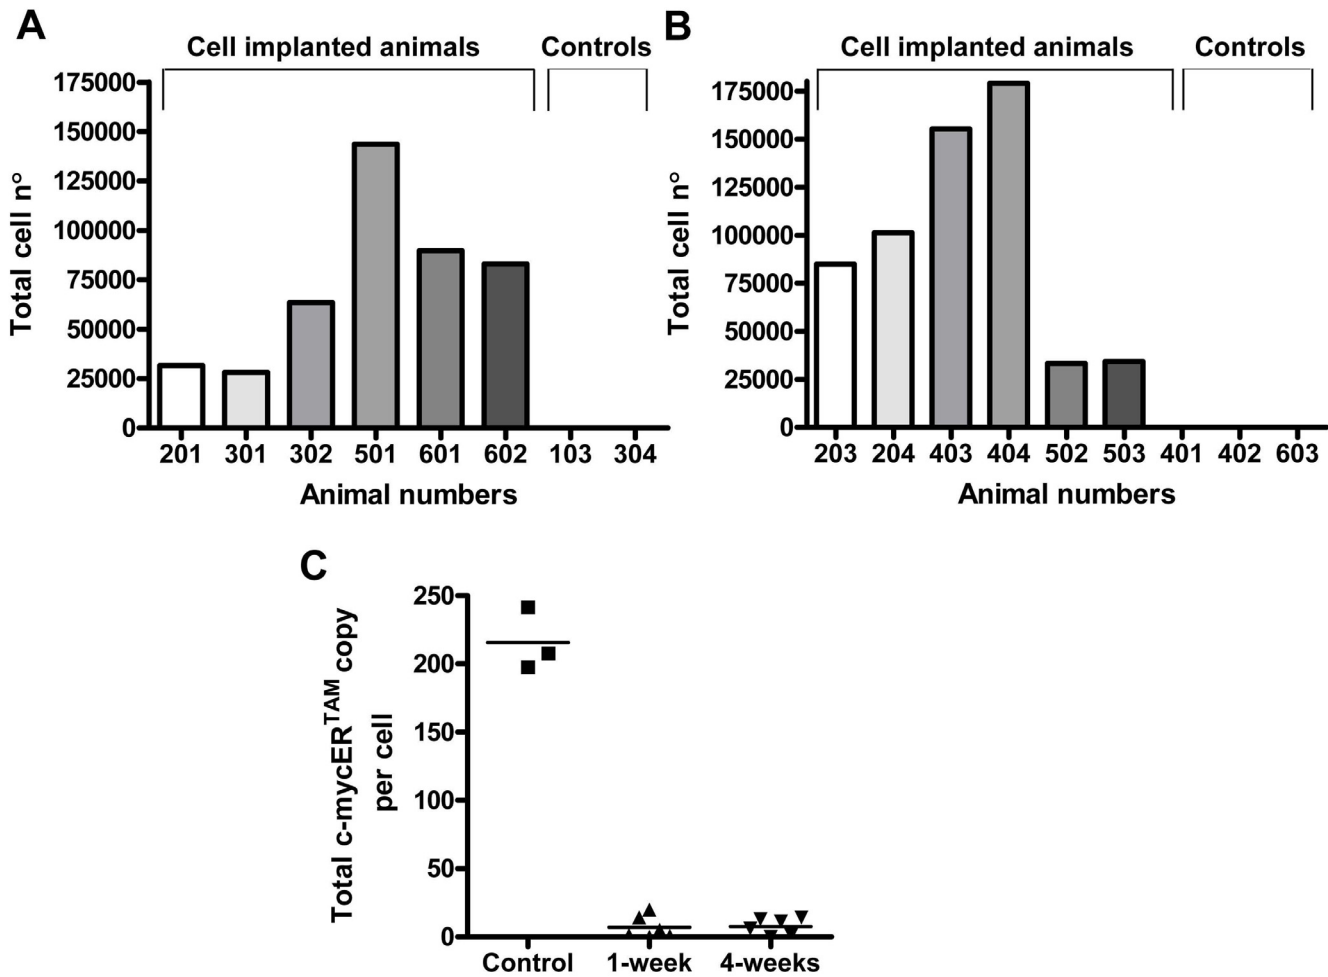 A
Cell implanted animals Controls
Total cell n°
175000
150000
125000
100000
75000
50000
25000
0
201 301 302 501 601 602 103 304
Animal numbers
B
Cell implanted animals Controls
Total cell n°
175000
150000
125000
100000
75000
50000
25000
0
203 204 403 404 502 503 401 402 603
Animal numbers
C
Total c-mycERTAM copy
per cell
250
200
150
100
50
0
Control 1-week 4-weeks